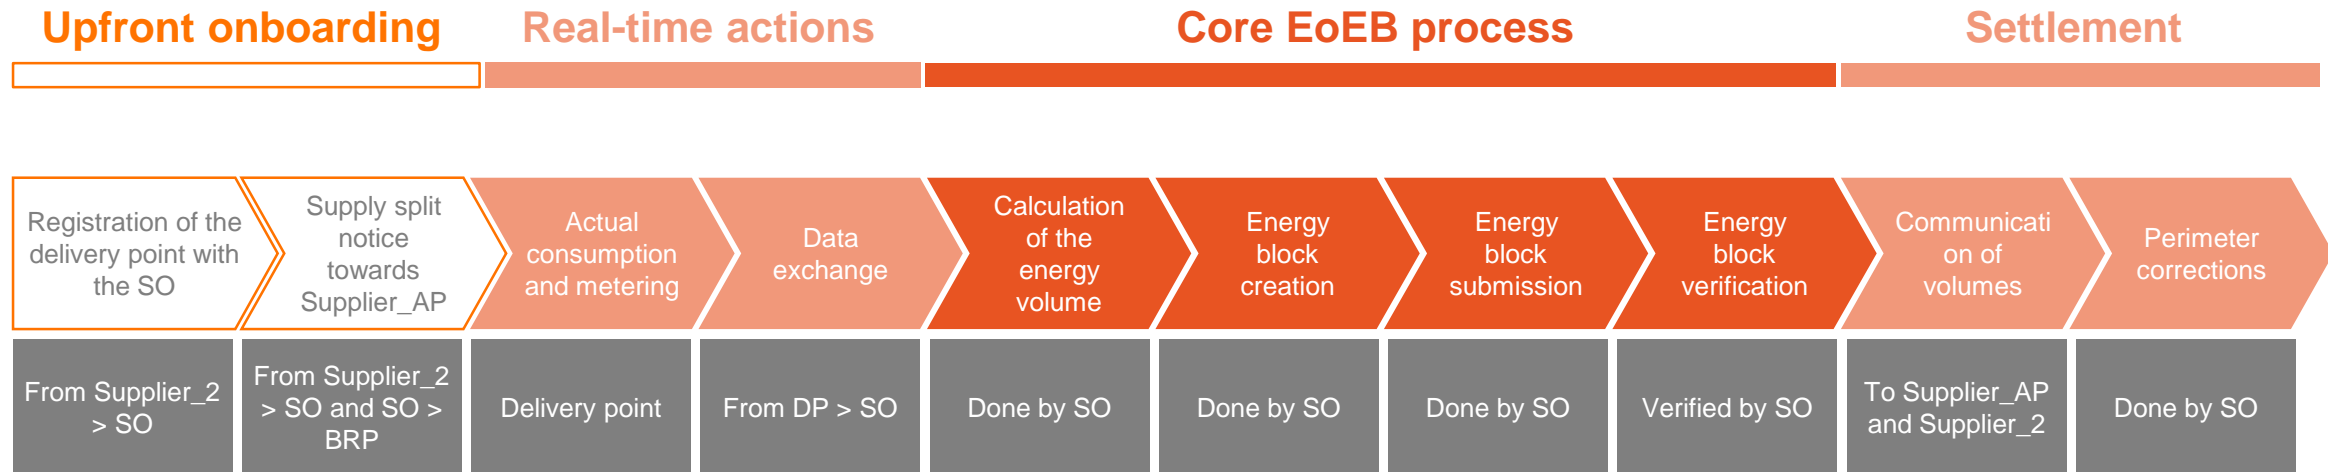 Upfront onboarding
Real-time actions
Core EoEB process
Settlement
Registration of the
delivery point with
the SO
Supply split
notice
towards
Supplier_AP
Actual
consumption
and metering
Data
exchange
Calculation
of the
energy
volume
Energy
block
creation
Energy
block
submission
Energy
block
verification
Communicati
on of
volumes
Perimeter
corrections
From Supplier_2
> SO
From Supplier_2
> SO and SO >
BRP
Delivery point
From DP > SO
Done by SO
Done by SO
Done by SO
Verified by SO
To Supplier_AP
and Supplier_2
Done by SO